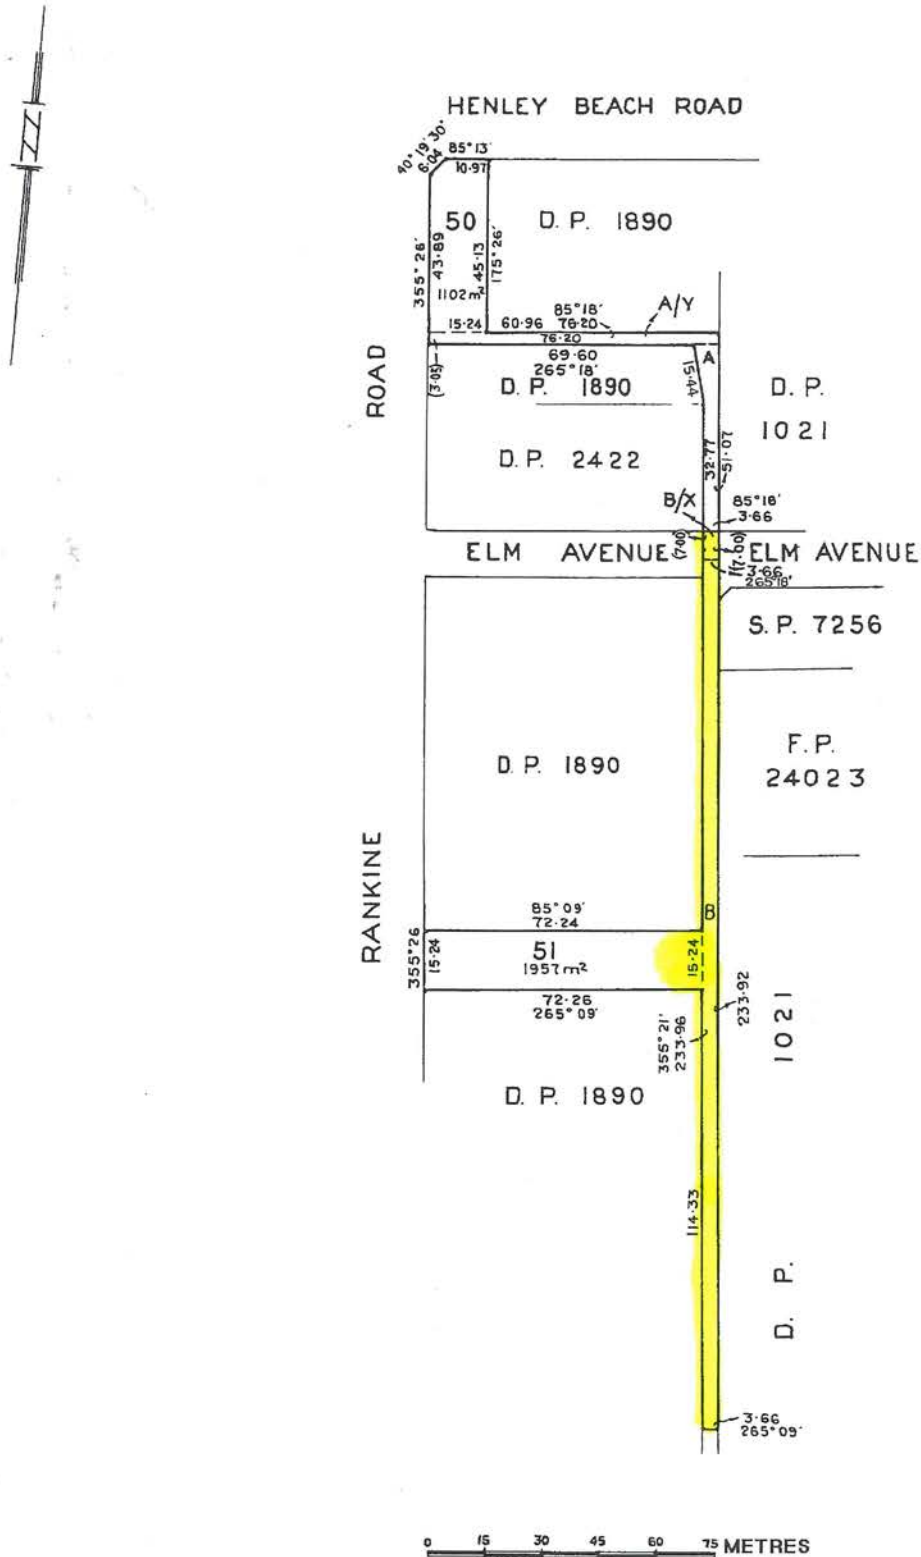 HENLEY BEACH ROAD
40°19'30"
6·04
85°13'
10·97
50
D. P. 1890
355°26'
43·89
45·13
175°26'
1102m²
85°18'
A/Y
15·24
60·96
76·20
76·20
69·60
A
265°18'
(3·05)
15·44
ROAD
D. P. 1890
D. P.
1021
D.P. 2422
32·77
51·07
B/X
85°18'
3·66
ELM AVENUE
(7·00)
(7·00)
ELM AVENUE
3·66
265°18'
S. P. 7256
D. P. 1890
F. P.
24023
RANKINE
B
85°09'
72·24
355°26
15·24
51
1957m²
15·24
72·26
265°09'
355°21'
233·96
233·92
1021
D. P. 1890
114·33
D. P.
3·66
265°09'
0 15 30 45 60 75 METRES